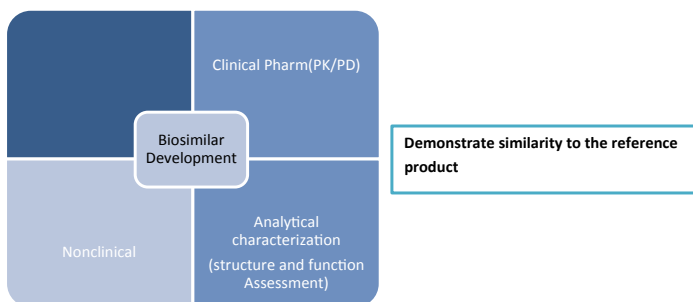 Clinical Pharm(PK/PD)
Biosimilar
Development
Demonstrate similarity to the reference
product
Nonclinical
Analytical
characterization
(structure and function
Assessment)